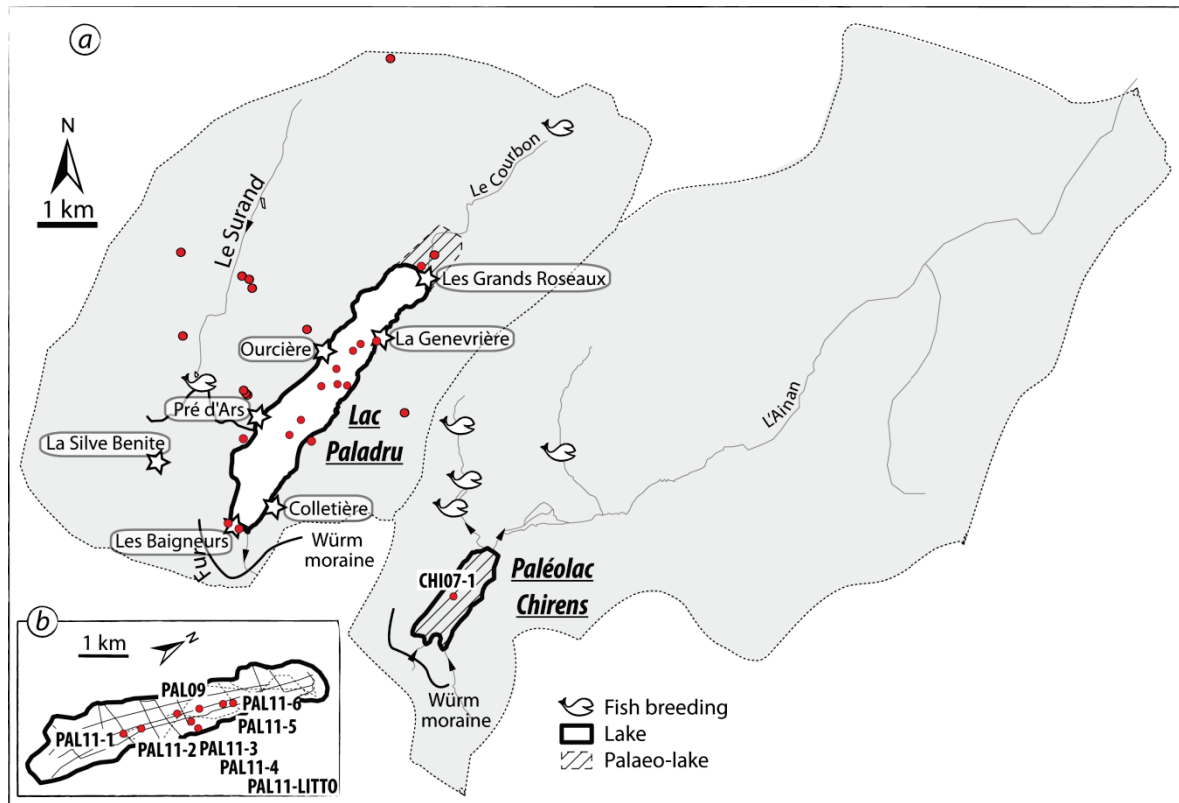 a
N
1 km
Le Surand
Le Courbon
Les Grands Roseaux
Ourcière
La Genevrière
Pré d'Ars
Lac
Paladru
La Silve Benite
L'Ainan
Colletière
Les Baigneurs
Fure
Würm
moraine
CHI07-1
Paléolac
Chirens
Würm
moraine
b
1 km
N
PAL09
PAL11-6
PAL11-1
PAL11-5
PAL11-2
PAL11-3
PAL11-4
PAL11-LITTO
Fish breeding
Lake
Palaeo-lake